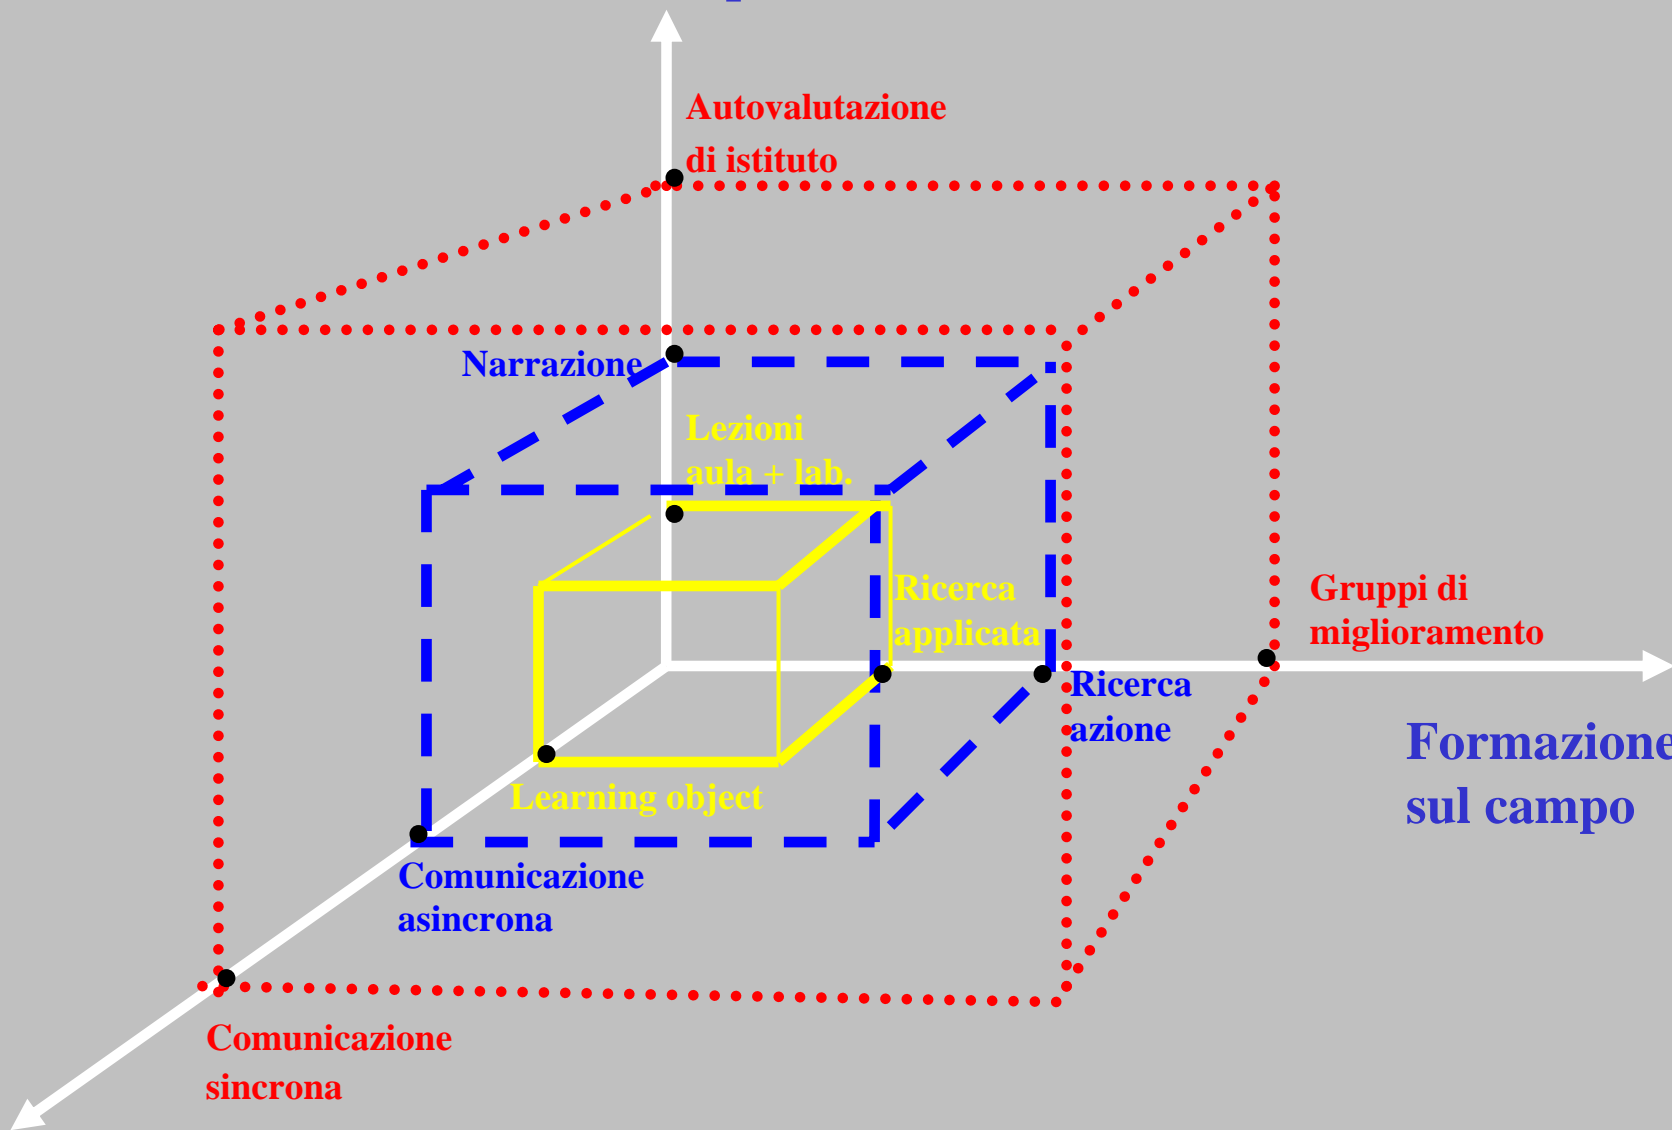 Autovalutazione
di istituto
Narrazione
Lezioni
aula + lab.
Ricerca
applicata
Gruppi di
miglioramento
Ricerca
azione
Formazione
sul campo
Learning object
Comunicazione
asincrona
Comunicazione
sincrona